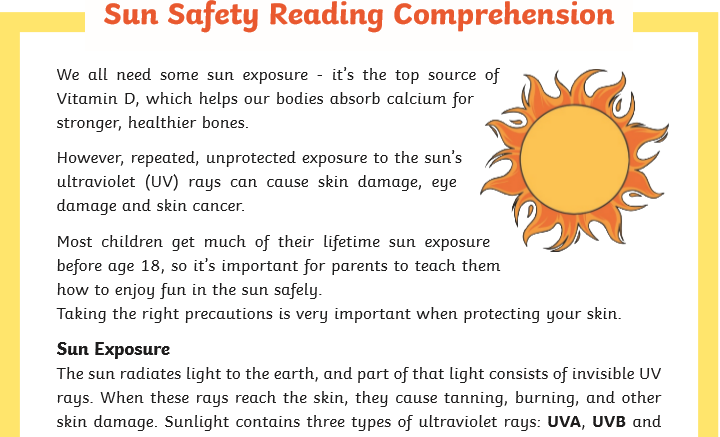 Sun Safety Reading Comprehension
We all need some sun exposure - it's the top source of
Vitamin D, which helps our bodies absorb calcium for
stronger, healthier bones.
However, repeated, unprotected exposure to the sun's
ultraviolet (UV) rays can cause skin damage, eye
damage and skin cancer.
Most children get much of their lifetime sun exposure
before age 18, so it's important for parents to teach them
how to enjoy fun in the sun safely.
Taking the right precautions is very important when protecting your skin.
Sun Exposure
The sun radiates light to the earth, and part of that light consists of invisible UV
rays. When these rays reach the skin, they cause tanning, burning, and other
skin damage. Sunlight contains three types of ultraviolet rays: UVA, UVB and